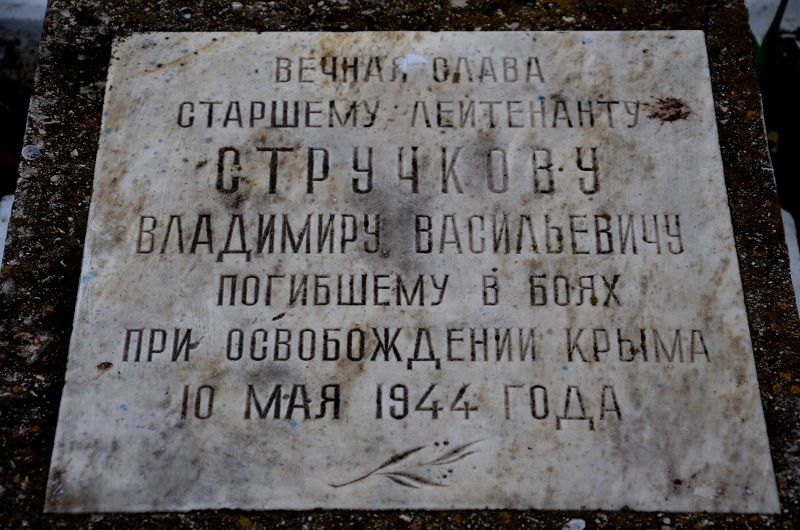 ВЕЧНАЯ СЛАВА
СТАРШЕМУ ЛЕЙТЕНАНТУ
СТРУЧКОВУ
ВЛАДИМИРУ ВАСИЛЬЕВИЧУ
ПОГИБШЕМУ В БОЯХ
ПРИ ОСВОБОЖДЕНИИ КРЫМА
10 МАЯ 1944 ГОДА